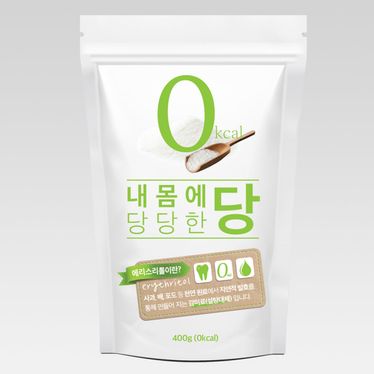 0kcal
내 몸에
당당한 당
에리스리톨이란?
erythritol
0
사과, 배, 포도 등 천연 원료에서 자연적 발효를
통해 만들어 지는 감미료(설탕대체) 입니다.
400g (0kcal)